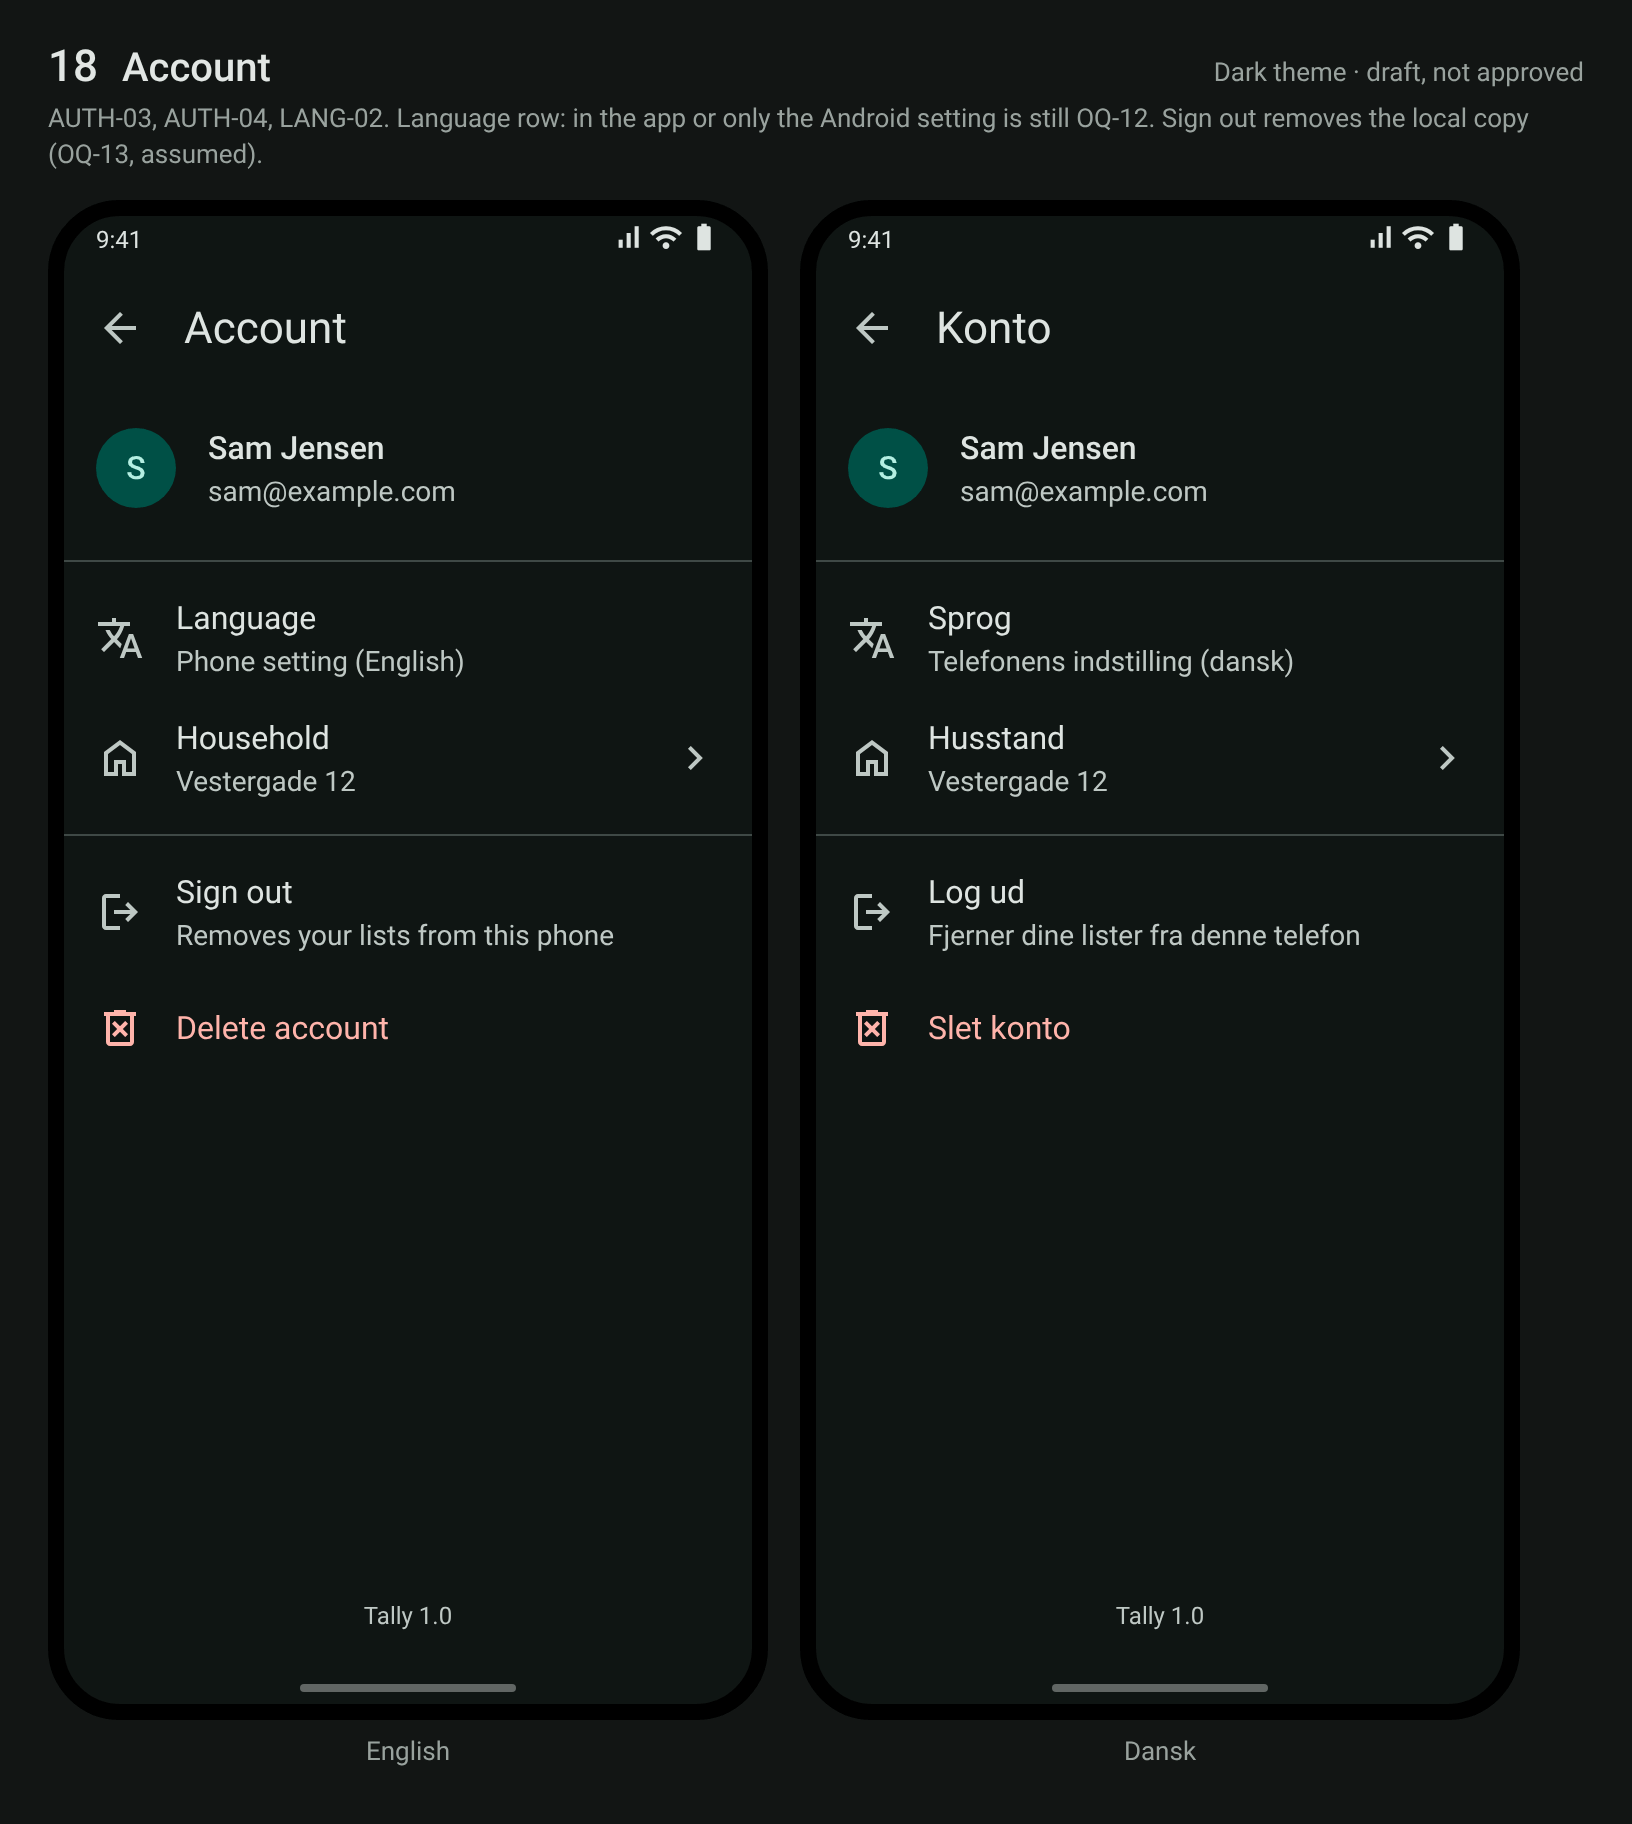 18 Account
Dark theme · draft, not approved
AUTH-03, AUTH-04, LANG-02. Language row: in the app or only the Android setting is still OQ-12. Sign out removes the local copy
(OQ-13, assumed).
9:41
Account
S
Sam Jensen
sam@example.com
Language
Phone setting (English)
Household
Vestergade 12
Sign out
Removes your lists from this phone
Delete account
Tally 1.0
English
9:41
Konto
S
Sam Jensen
sam@example.com
Sprog
Telefonens indstilling (dansk)
Husstand
Vestergade 12
Log ud
Fjerner dine lister fra denne telefon
Slet konto
Tally 1.0
Dansk